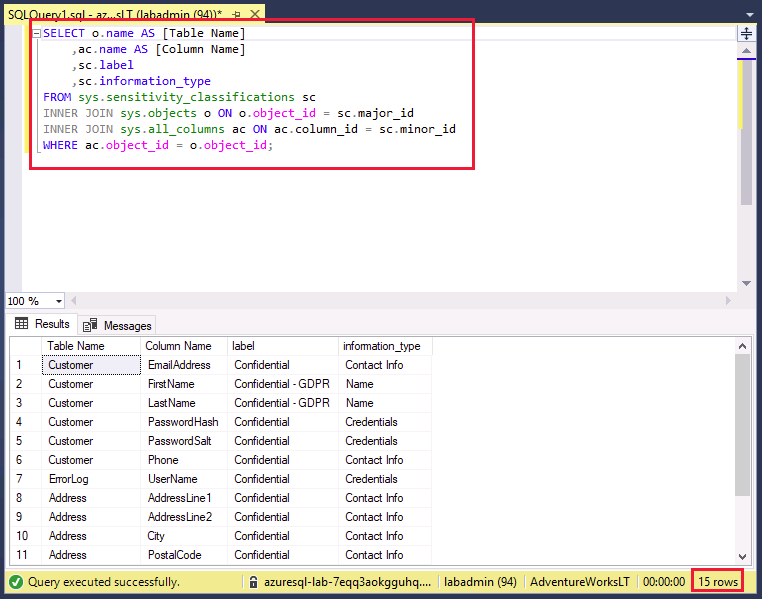 SQLQuery1.sql - az...sLT (labadmin (94))*
SELECT o.name AS [Table Name]
,ac.name AS [Column Name]
,sc.label
,sc.information_type
FROM sys.sensitivity_classifications sc
INNER JOIN sys.objects o ON o.object_id = sc.major_id
INNER JOIN sys.all_columns ac ON ac.column_id = sc.minor_id
WHERE ac.object_id = o.object_id;
100 %
Results Messages
Table Name Column Name label information_type
1 Customer EmailAddress Confidential Contact Info
2 Customer FirstName Confidential - GDPR Name
3 Customer LastName Confidential - GDPR Name
4 Customer PasswordHash Confidential Credentials
5 Customer PasswordSalt Confidential Credentials
6 Customer Phone Confidential Contact Info
7 ErrorLog UserName Confidential Credentials
8 Address AddressLine1 Confidential Contact Info
9 Address AddressLine2 Confidential Contact Info
10 Address City Confidential Contact Info
11 Address PostalCode Confidential Contact Info
Query executed successfully. azuresql-lab-7eqq3aokgguhq.... labadmin (94) AdventureWorksLT 00:00:00 15 rows